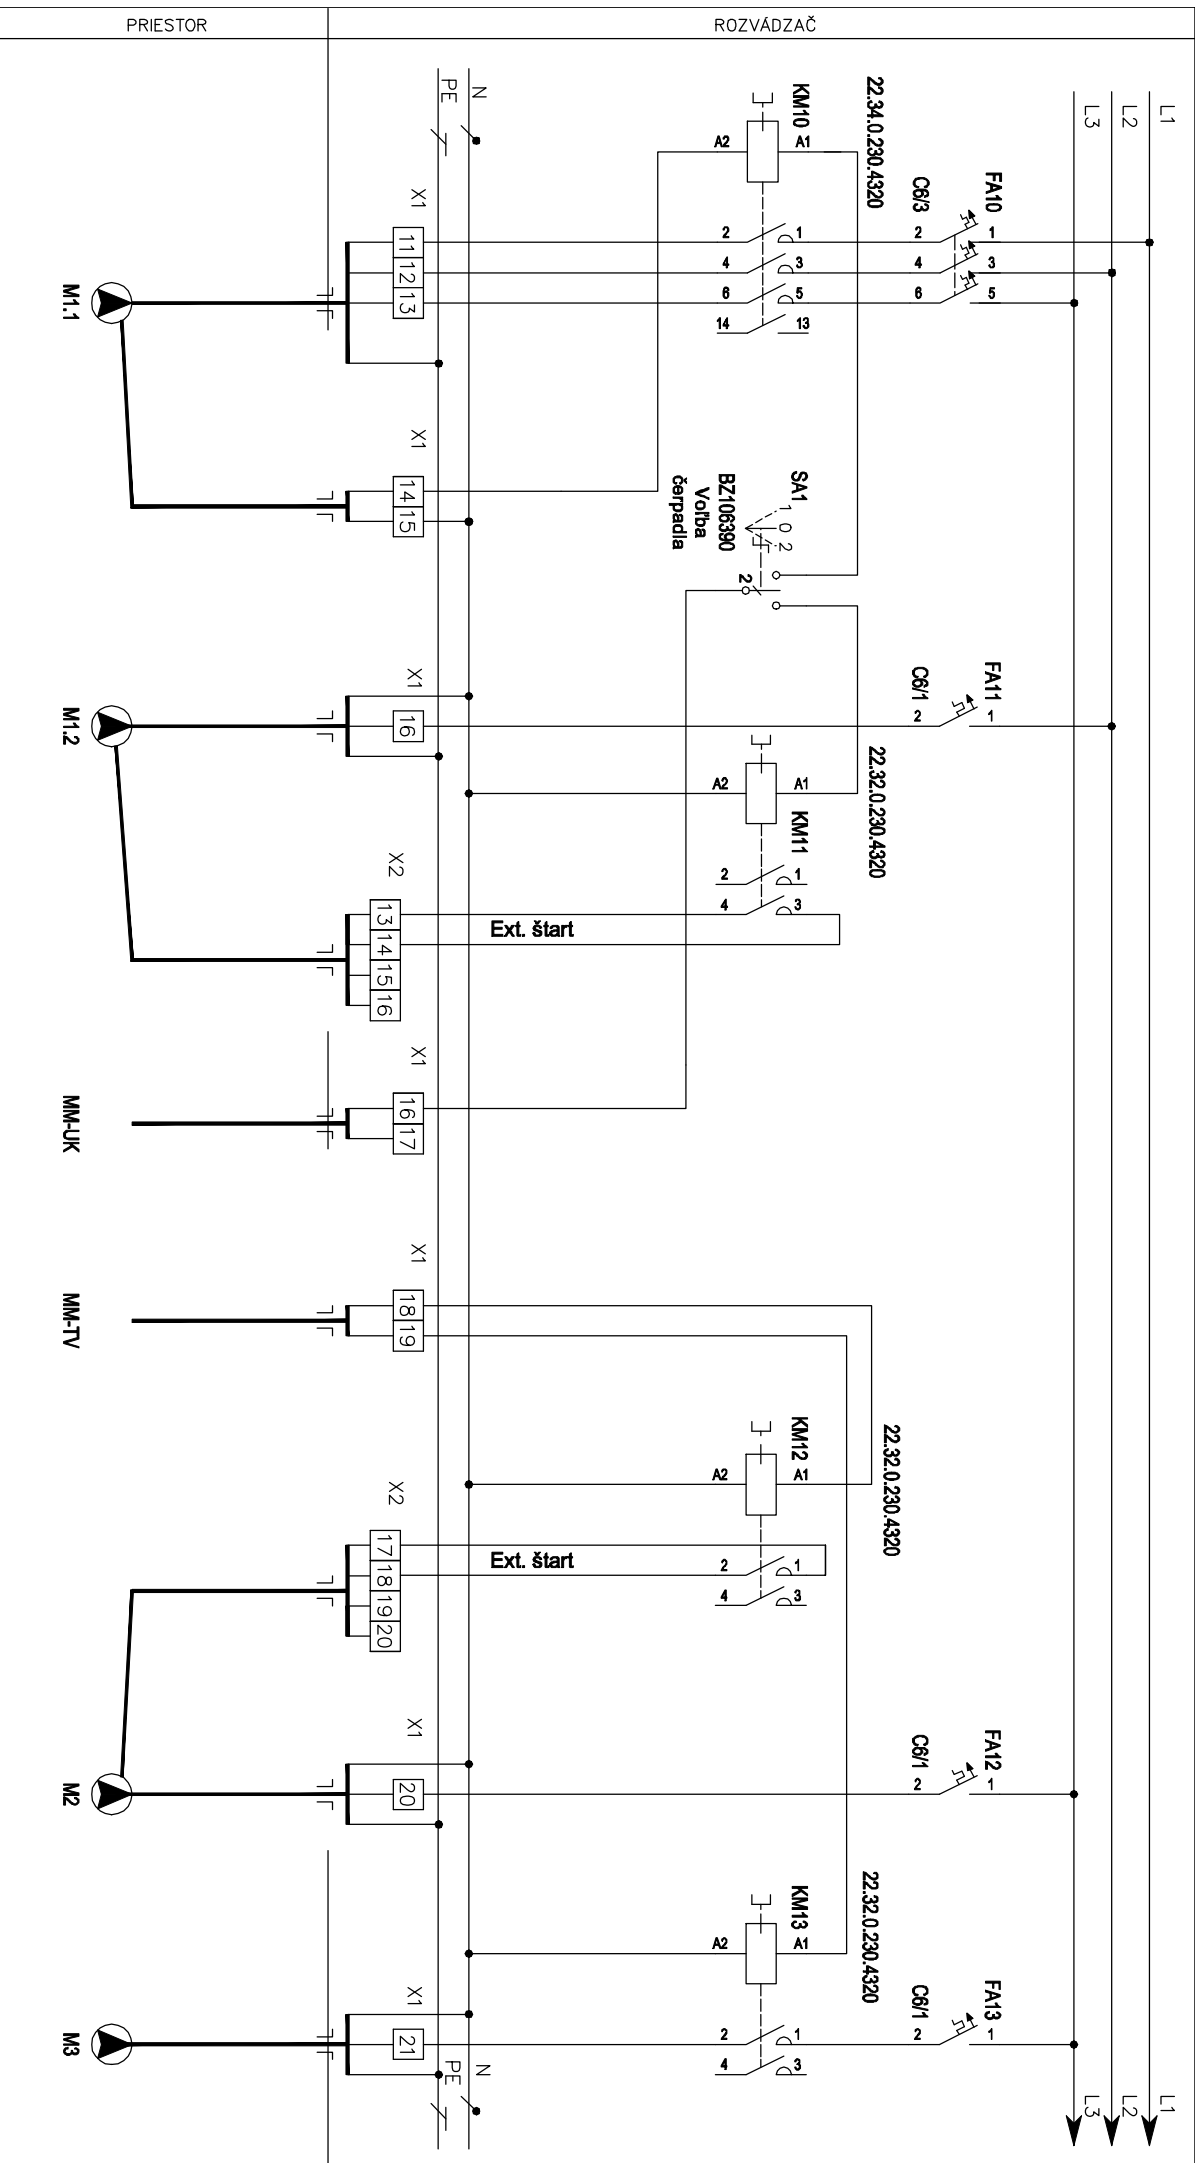 PRIESTOR
ROZVÁDZAČ
L1
L2
L3
N
PE
22.34.0.230.4320
KM10
A1
A2
FA10
C6/3
1
2
3
4
5
6
1
2
3
4
5
6
13
14
X1
11
12
13
M1.1
X1
14
15
SA1
1
0
2
BZ106390
Voľba
čerpadla
2
FA11
C6/1
1
2
X1
16
M1.2
22.32.0.230.4320
KM11
A1
A2
1
2
3
4
Ext. štart
X2
13
14
15
16
X1
16
17
MM-UK
X1
18
19
MM-TV
22.32.0.230.4320
KM12
A1
A2
1
2
3
4
Ext. štart
X2
17
18
19
20
FA12
C6/1
1
2
X1
20
M2
22.32.0.230.4320
KM13
A1
A2
FA13
C6/1
1
2
1
2
3
4
X1
21
M3
L1
L2
L3
N
PE